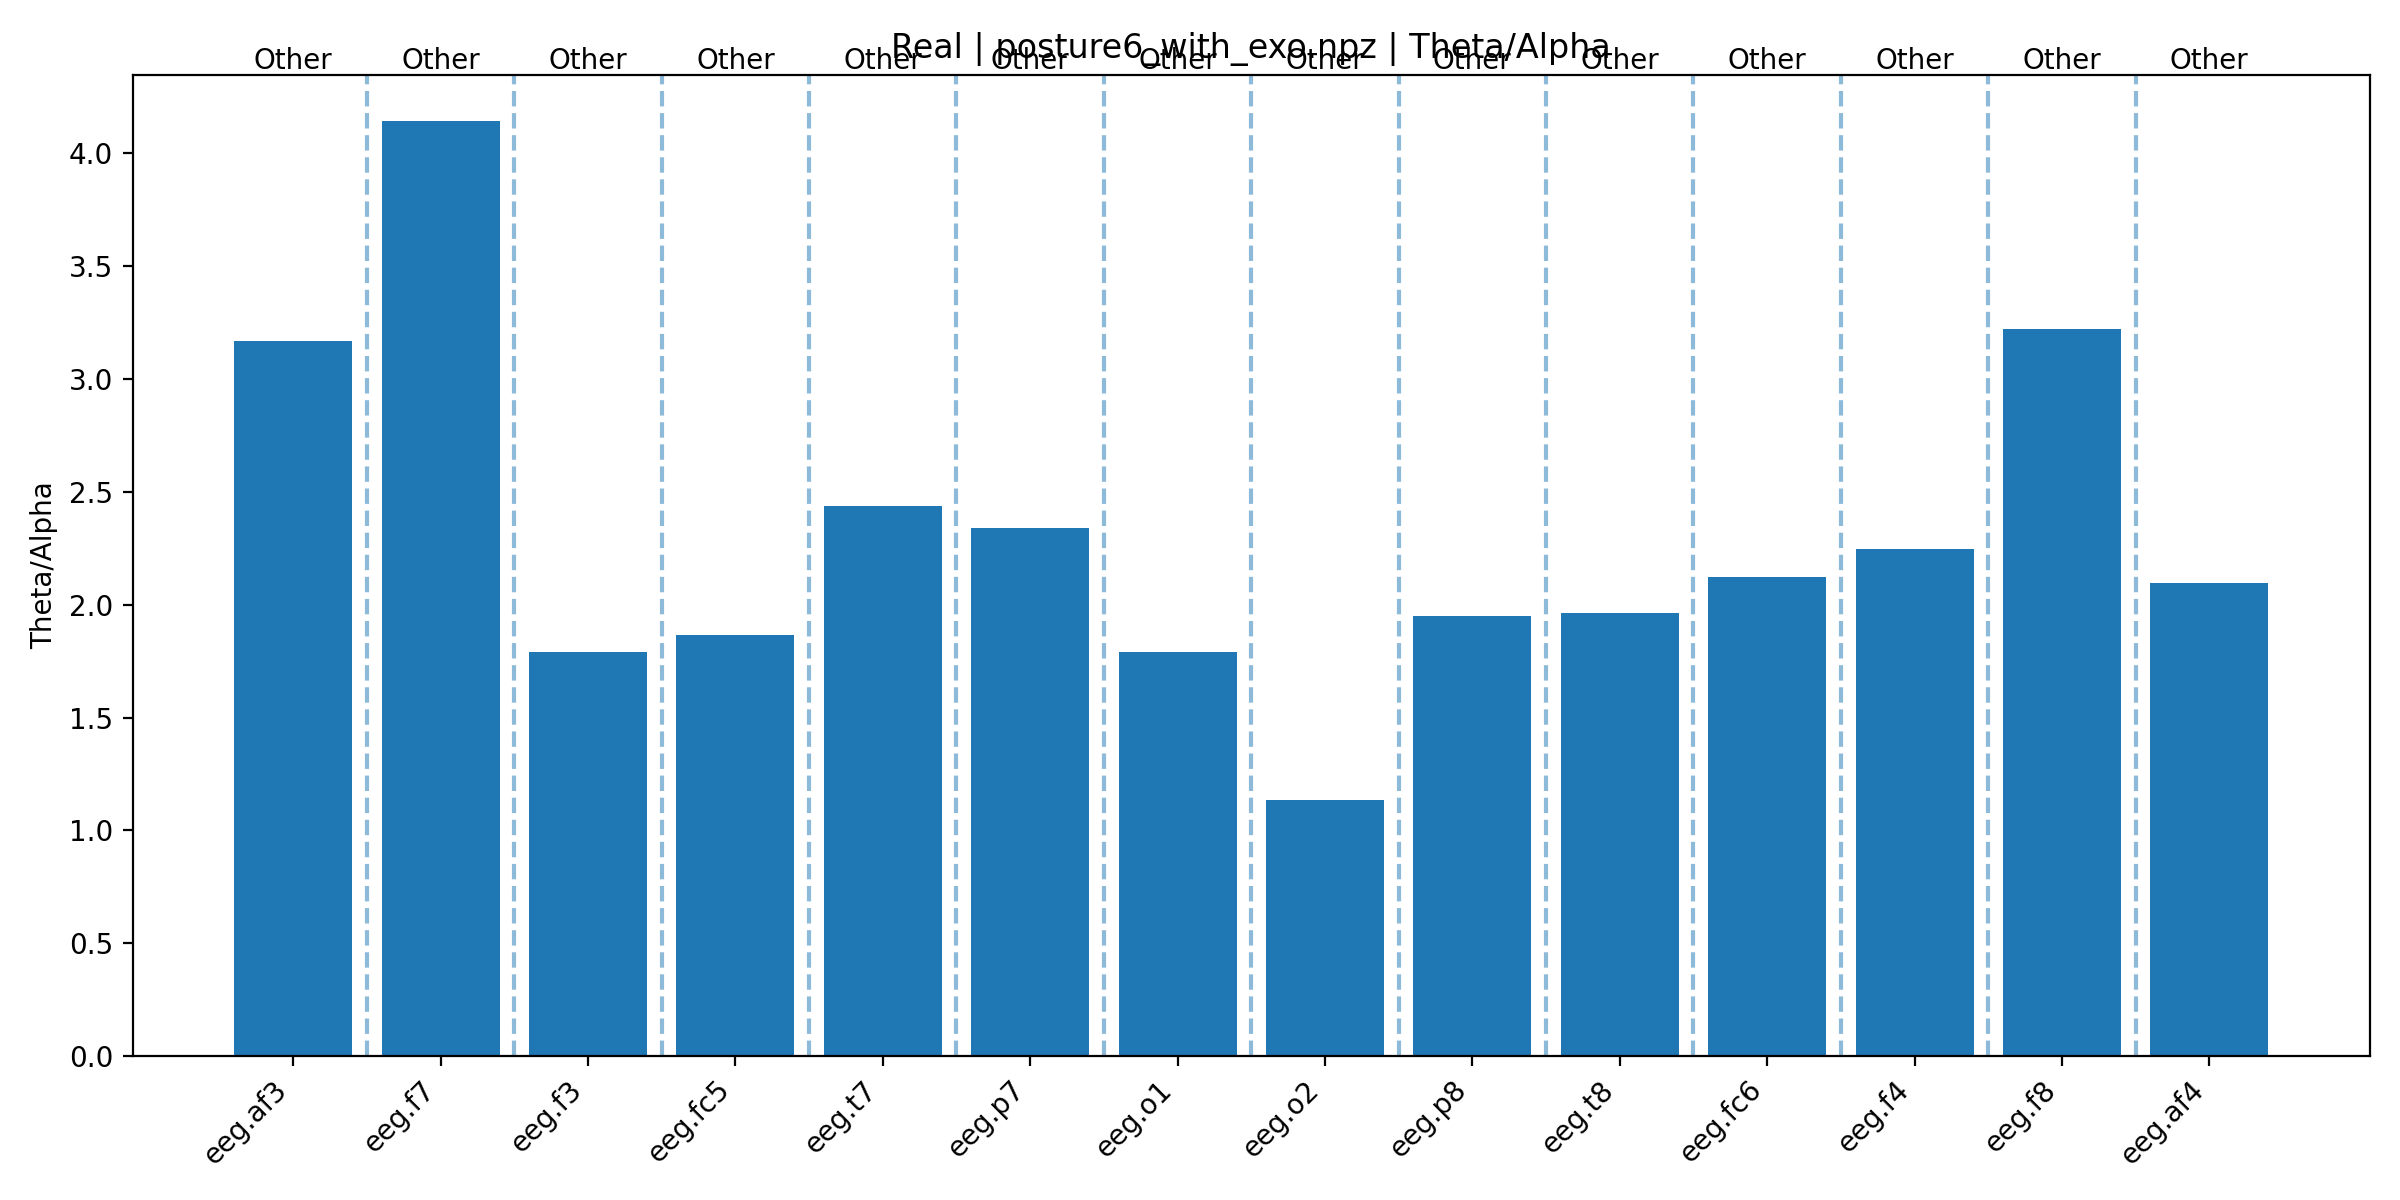 Real | posture6_with_exo.npz | Theta/Alpha
Other Other Other Other Other Other Other Other Other Other Other Other Other Other
4.0
3.5
3.0
2.5
2.0
1.5
1.0
0.5
0.0
Theta/Alpha
eeg.af3 eeg.f7 eeg.f3 eeg.fc5 eeg.t7 eeg.p7 eeg.o1 eeg.o2 eeg.p8 eeg.t8 eeg.fc6 eeg.f4 eeg.f8 eeg.af4